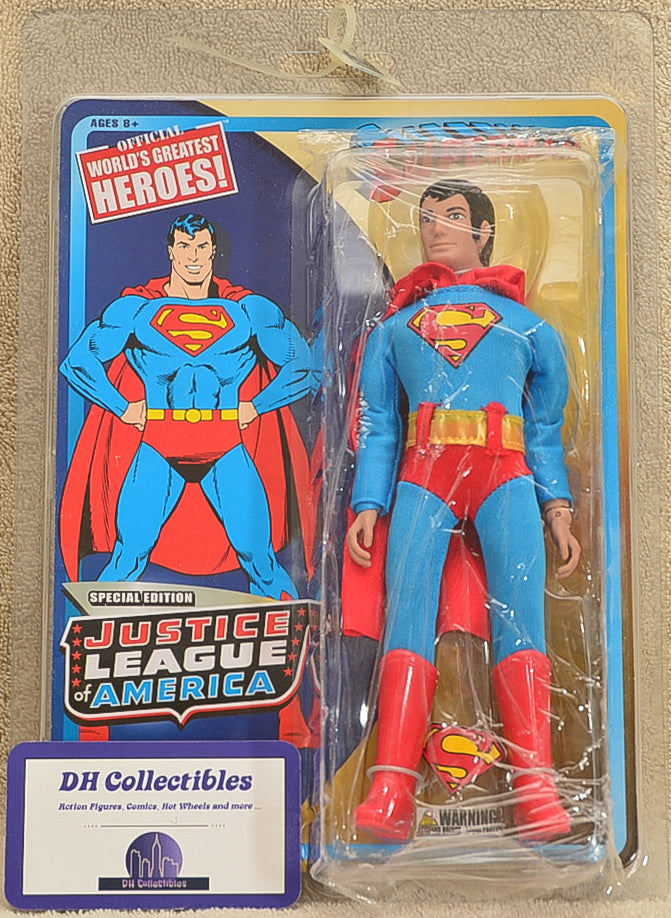 AGES 8+
OFFICIAL
WORLD'S GREATEST
HEROES!
SUPERMAN
SPECIAL EDITION
JUSTICE
LEAGUE
of AMERICA
DH Collectibles
Action Figures, Comics, Hot Wheels and more ...
DH Collectibles
WARNING: